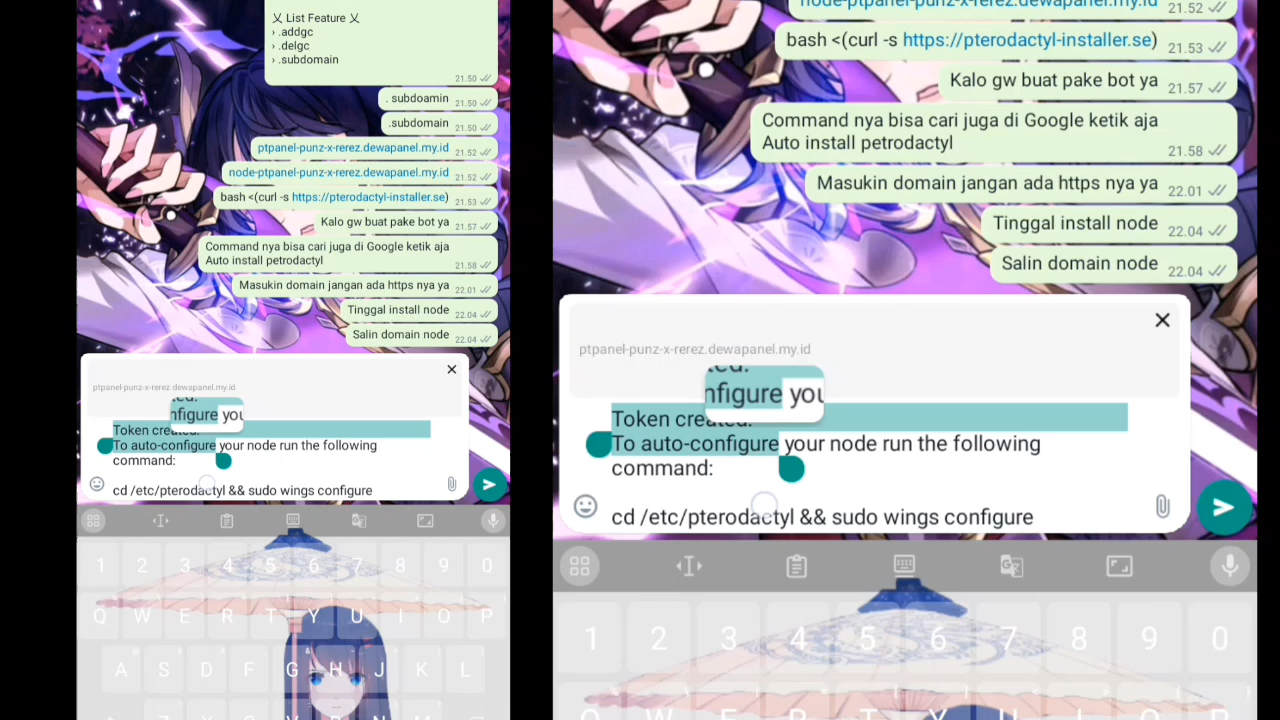 乂 List Feature 乂
› .addgc
› .delgc
› .subdomain
21.50
. subdoamin
21.50
.subdomain
21.50
ptpanel-punz-x-rerez.dewapanel.my.id
21.52
node-ptpanel-punz-x-rerez.dewapanel.my.id
21.52
bash <(curl -s https://pterodactyl-installer.se)
21.53
Kalo gw buat pake bot ya
21.57
Command nya bisa cari juga di Google ketik aja
Auto install petrodactyl
21.58
Masukin domain jangan ada https nya ya
22.01
Tinggal install node
22.04
Salin domain node
22.04
ptpanel-punz-x-rerez.dewapanel.my.id
nfigure you
Token created.
To auto-configure your node run the following
command:
cd /etc/pterodactyl && sudo wings configure
1 2 3 4 5 6 7 8 9 0
Q W E R T Y U I O P
A S D F G H J K L
node-ptpanel-punz-x-rerez.dewapanel.my.id
21.52
bash <(curl -s https://pterodactyl-installer.se)
21.53
Kalo gw buat pake bot ya
21.57
Command nya bisa cari juga di Google ketik aja
Auto install petrodactyl
21.58
Masukin domain jangan ada https nya ya
22.01
Tinggal install node
22.04
Salin domain node
22.04
ptpanel-punz-x-rerez.dewapanel.my.id
nfigure you
Token created.
To auto-configure your node run the following
command:
cd /etc/pterodactyl && sudo wings configure
1 2 3 4 5 6 7 8 9 0